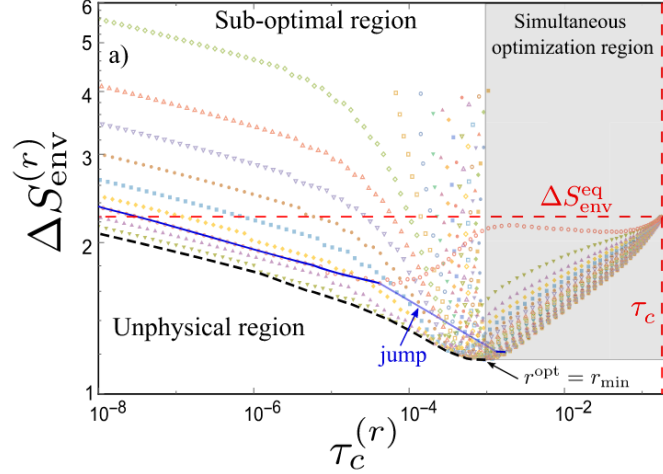 Sub-optimal region
Simultaneous
optimization region
a)
6
5
4
3
2
1
ΔS_env^(r)
ΔS_env^eq
τ_c
Unphysical region
jump
r^opt = r_min
10^−8
10^−6
10^−4
10^−2
τ_c^(r)